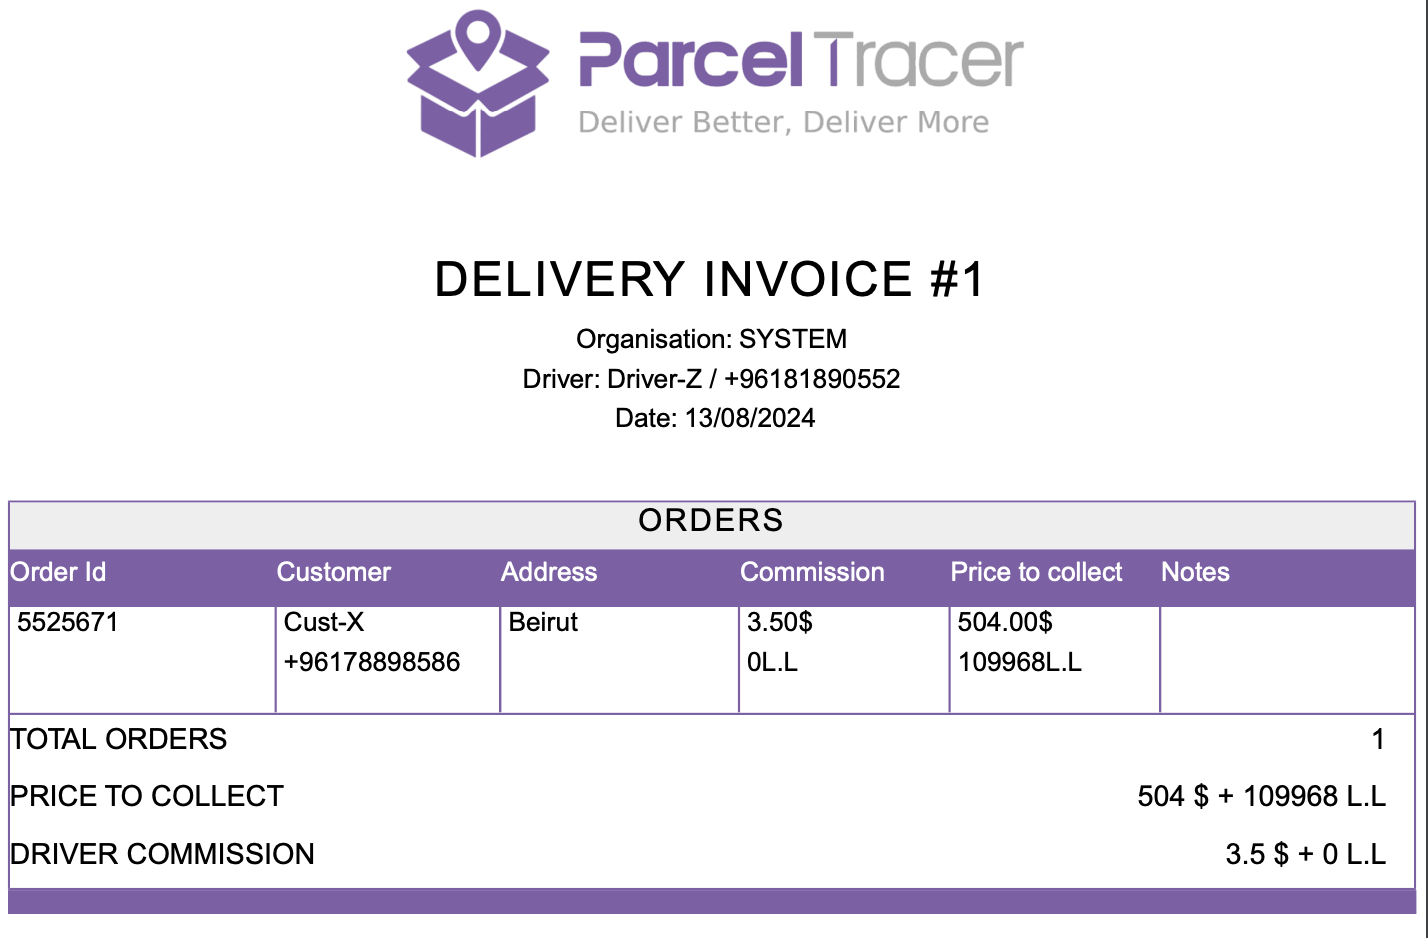 Parcel Tracer
Deliver Better, Deliver More
DELIVERY INVOICE #1
Organisation: SYSTEM
Driver: Driver-Z / +96181890552
Date: 13/08/2024
ORDERS
Order Id Customer Address Commission Price to collect Notes
5525671 Cust-X Beirut 3.50$ 504.00$
+96178898586 0L.L 109968L.L
TOTAL ORDERS 1
PRICE TO COLLECT 504 $ + 109968 L.L
DRIVER COMMISSION 3.5 $ + 0 L.L